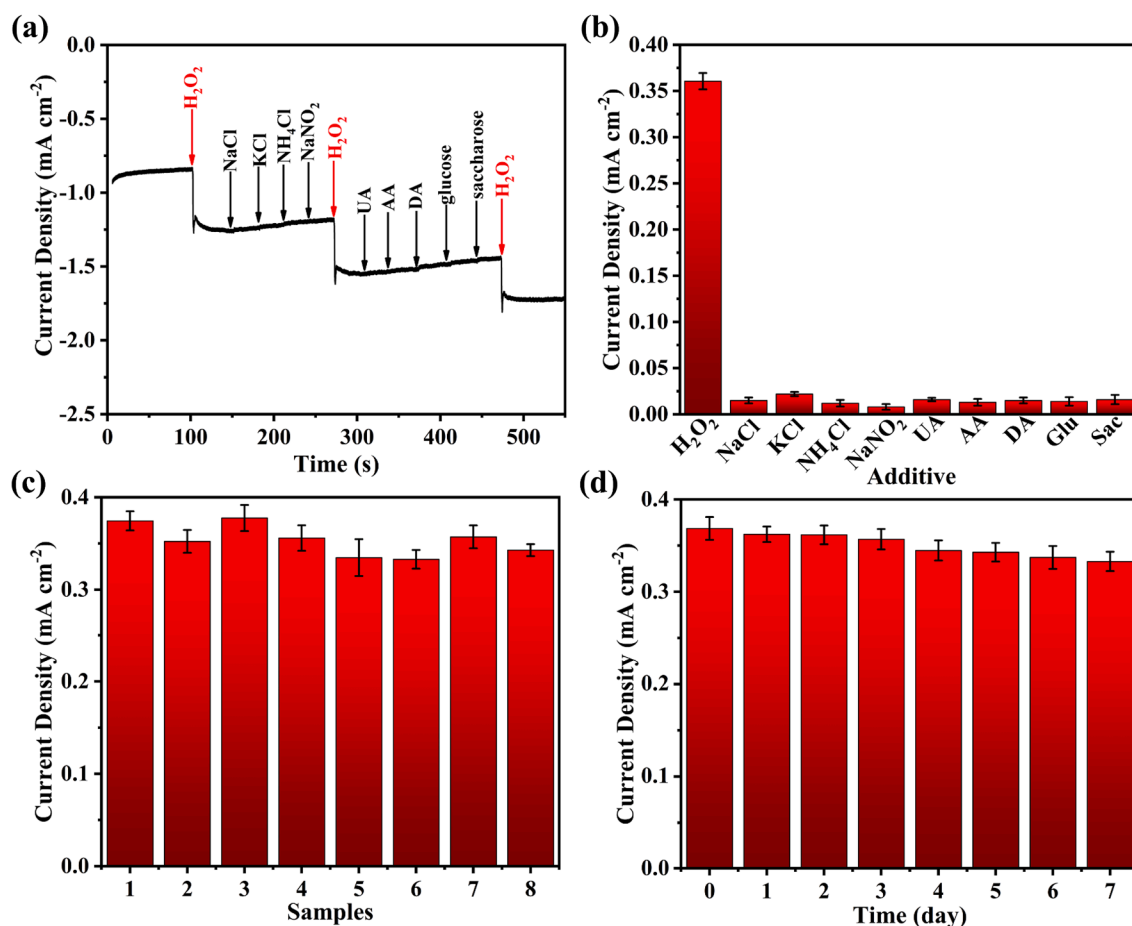 (a)
0.0
-0.5
-1.0
-1.5
-2.0
-2.5
Current Density (mA cm⁻²)
H₂O₂
NaCl
KCl
NH₄Cl
NaNO₂
H₂O₂
UA
AA
DA
glucose
saccharose
H₂O₂
0 100 200 300 400 500
Time (s)
(b)
0.40
0.35
0.30
0.25
0.20
0.15
0.10
0.05
0.00
Current Density (mA cm⁻²)
H₂O₂ NaCl KCl NH₄Cl NaNO₂ UA AA DA Glu Sac
Additive
(c)
0.4
0.3
0.2
0.1
0.0
Current Density (mA cm⁻²)
1 2 3 4 5 6 7 8
Samples
(d)
0.4
0.3
0.2
0.1
0.0
Current Density (mA cm⁻²)
0 1 2 3 4 5 6 7
Time (day)